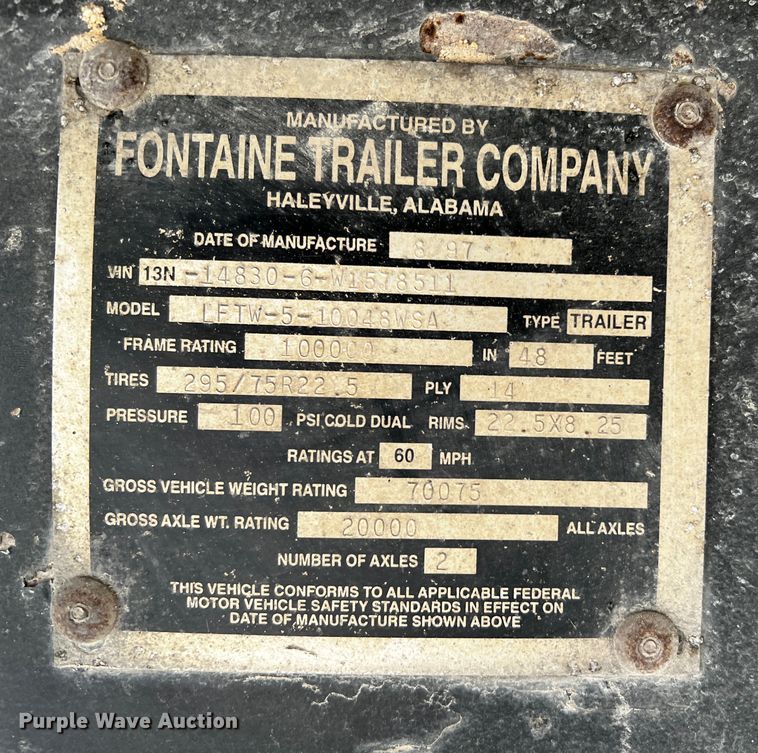 MANUFACTURED BY
FONTAINE TRAILER COMPANY
HALEYVILLE, ALABAMA
DATE OF MANUFACTURE 8 97
VIN 13N -14830-6-W1578511
MODEL LFTW-5-10048WSA TYPE TRAILER
FRAME RATING 100000 IN 48 FEET
TIRES 295/75R22.5 PLY 14
PRESSURE 100 PSI COLD DUAL RIMS 22.5X8.25
RATINGS AT 60 MPH
GROSS VEHICLE WEIGHT RATING 70075
GROSS AXLE WT. RATING 20000 ALL AXLES
NUMBER OF AXLES 2
THIS VEHICLE CONFORMS TO ALL APPLICABLE FEDERAL
MOTOR VEHICLE SAFETY STANDARDS IN EFFECT ON
DATE OF MANUFACTURE SHOWN ABOVE
Purple Wave Auction